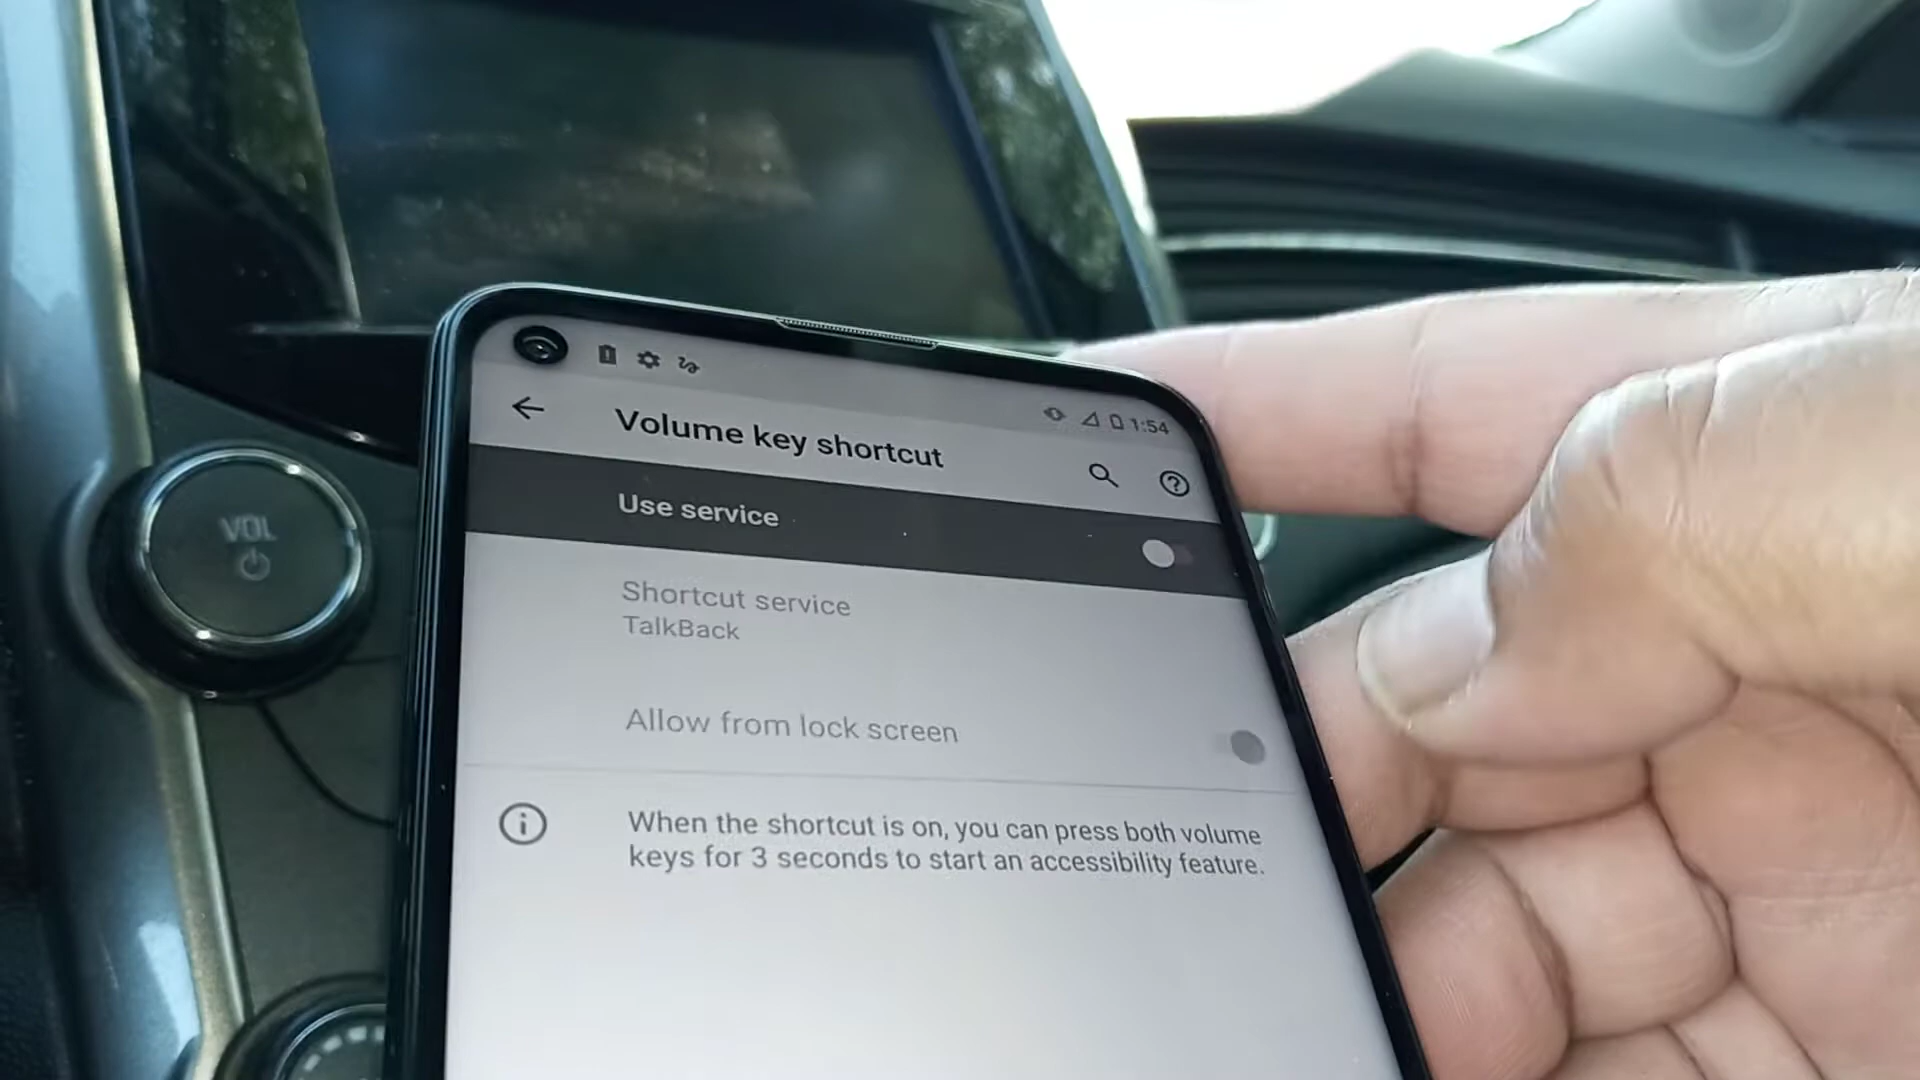 1:54
Volume key shortcut
Use service
Shortcut service
TalkBack
Allow from lock screen
When the shortcut is on, you can press both volume
keys for 3 seconds to start an accessibility feature.
VOL